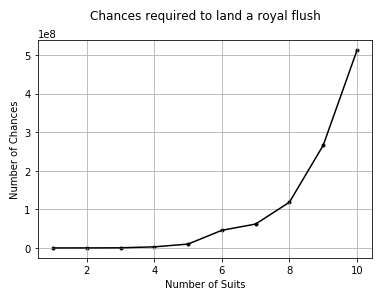 Chances required to land a royal flush
1e8
5
4
3
2
1
0
Number of Chances
2 4 6 8 10
Number of Suits